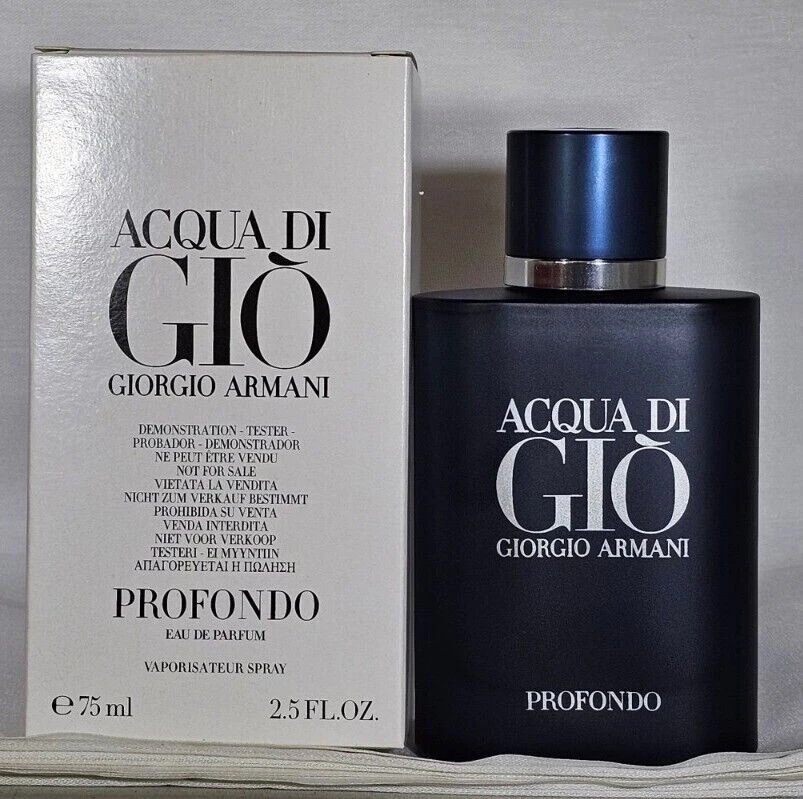 ACQUA DI
GIÒ
GIORGIO ARMANI
DEMONSTRATION - TESTER -
PROBADOR - DEMONSTRADOR
NE PEUT ÊTRE VENDU
NOT FOR SALE
VIETATA LA VENDITA
NICHT ZUM VERKAUF BESTIMMT
PROHIBIDA SU VENTA
VENDA INTERDITA
NIET VOOR VERKOOP
TESTERI - EI MYYNTIIN
ΑΠΑΓΟΡΕΥΕΤΑΙ Η ΠΩΛΗΣΗ
PROFONDO
EAU DE PARFUM
VAPORISATEUR SPRAY
℮ 75 ml 2.5 FL.OZ.
ACQUA DI
GIÒ
GIORGIO ARMANI
PROFONDO